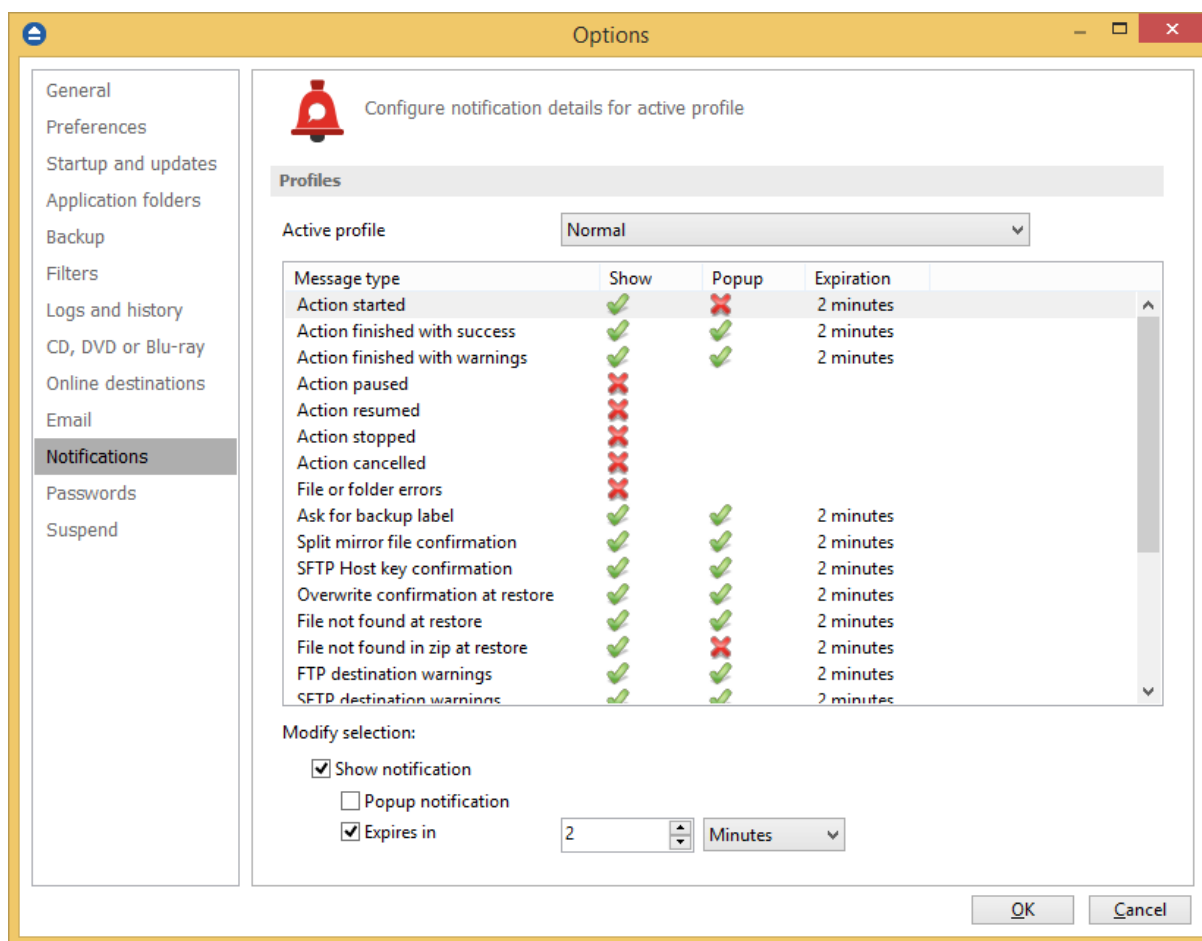 Options
General
Preferences
Startup and updates
Application folders
Backup
Filters
Logs and history
CD, DVD or Blu-ray
Online destinations
Email
Notifications
Passwords
Suspend
Configure notification details for active profile
Profiles
Active profile Normal
Message type Show Popup Expiration
Action started 2 minutes
Action finished with success 2 minutes
Action finished with warnings 2 minutes
Action paused
Action resumed
Action stopped
Action cancelled
File or folder errors
Ask for backup label 2 minutes
Split mirror file confirmation 2 minutes
SFTP Host key confirmation 2 minutes
Overwrite confirmation at restore 2 minutes
File not found at restore 2 minutes
File not found in zip at restore 2 minutes
FTP destination warnings 2 minutes
SFTP destination warnings 2 minutes
Modify selection:
Show notification
Popup notification
Expires in 2 Minutes
OK Cancel